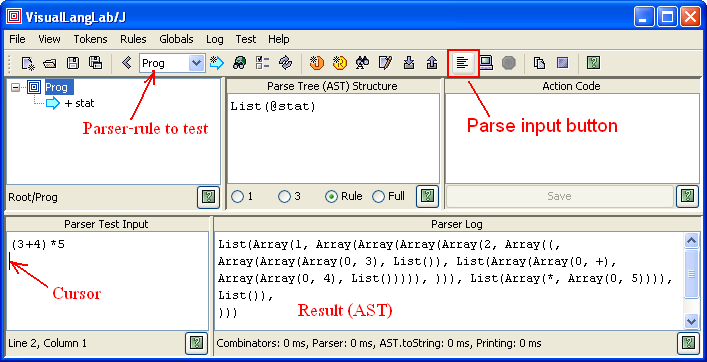 VisualLangLab/J
File View Tokens Rules Globals Log Test Help
Prog
Prog
+ stat
Parser-rule to test
Root/Prog
Parse Tree (AST) Structure
List(@stat)
1 3 Rule Full
Action Code
Parse input button
Save
Parser Test Input
(3+4)*5
Cursor
Line 2, Column 1
Parser Log
List(Array(1, Array(Array(Array(Array(2, Array((,
Array(Array(Array(0, 3), List()), List(Array(Array(0, +),
Array(Array(0, 4), List())))), ))), List(Array(*, Array(0, 5)))),
List()),
)))
Result (AST)
Combinators: 0 ms, Parser: 0 ms, AST.toString: 0 ms, Printing: 0 ms